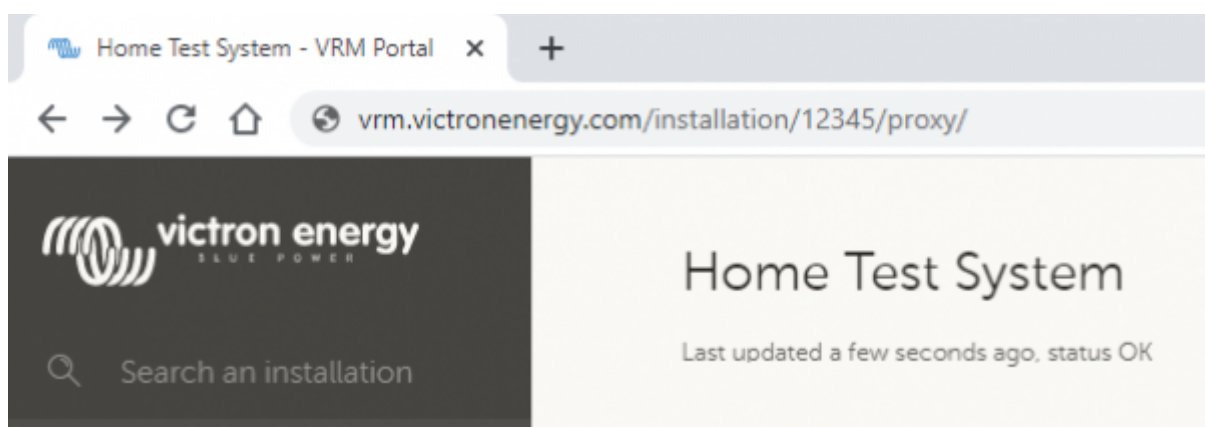 Home Test System - VRM Portal
vrm.victronenergy.com/installation/12345/proxy/
victron energy
BLUE POWER
Home Test System
Last updated a few seconds ago, status OK
Search an installation